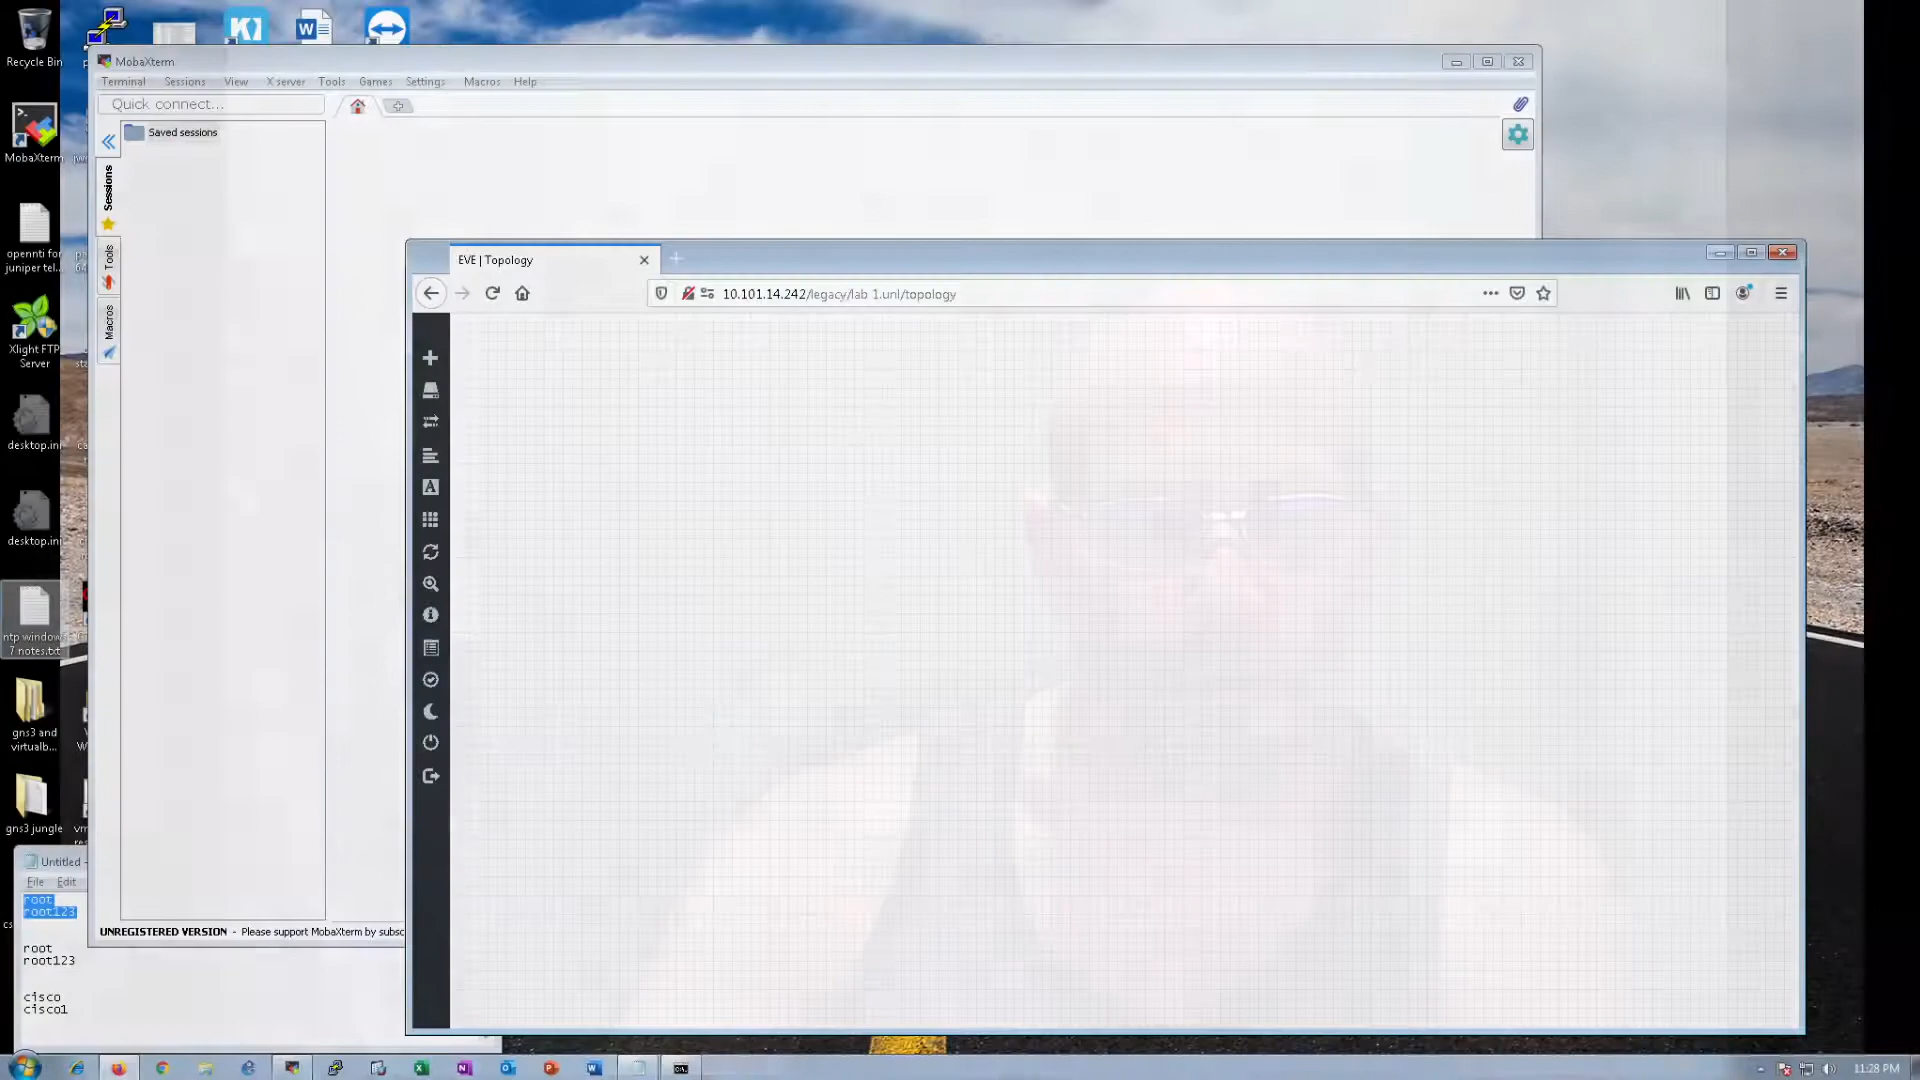 Recycle Bin
MobaXterm
Terminal
Sessions
View
X server
Tools
Games
Settings
Macros
Help
Quick connect...
Saved sessions
Sessions
Tools
Macros
MobaXterm
opennti for
juniper tel...
Xlight FTP
Server
desktop.ini
desktop.ini
ntp window
7 notes.txt
gns3 and
virtualb...
gns3 jungle
EVE | Topology
10.101.14.242/legacy/lab 1.unl/topology
Untitled -
File
Edit
root
root123
root
root123
cisco
cisco1
UNREGISTERED VERSION - Please support MobaXterm by subsc
11:28 PM